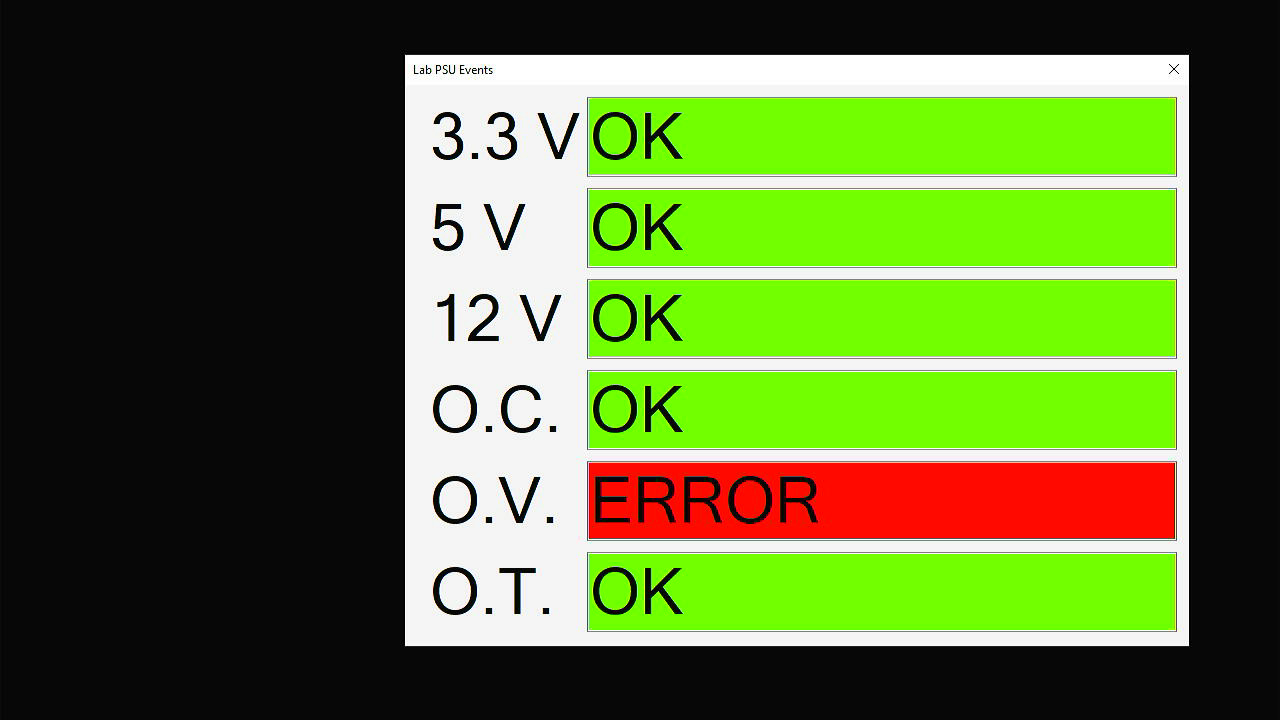 Lab PSU Events
3.3 V OK
5 V OK
12 V OK
O.C. OK
O.V. ERROR
O.T. OK